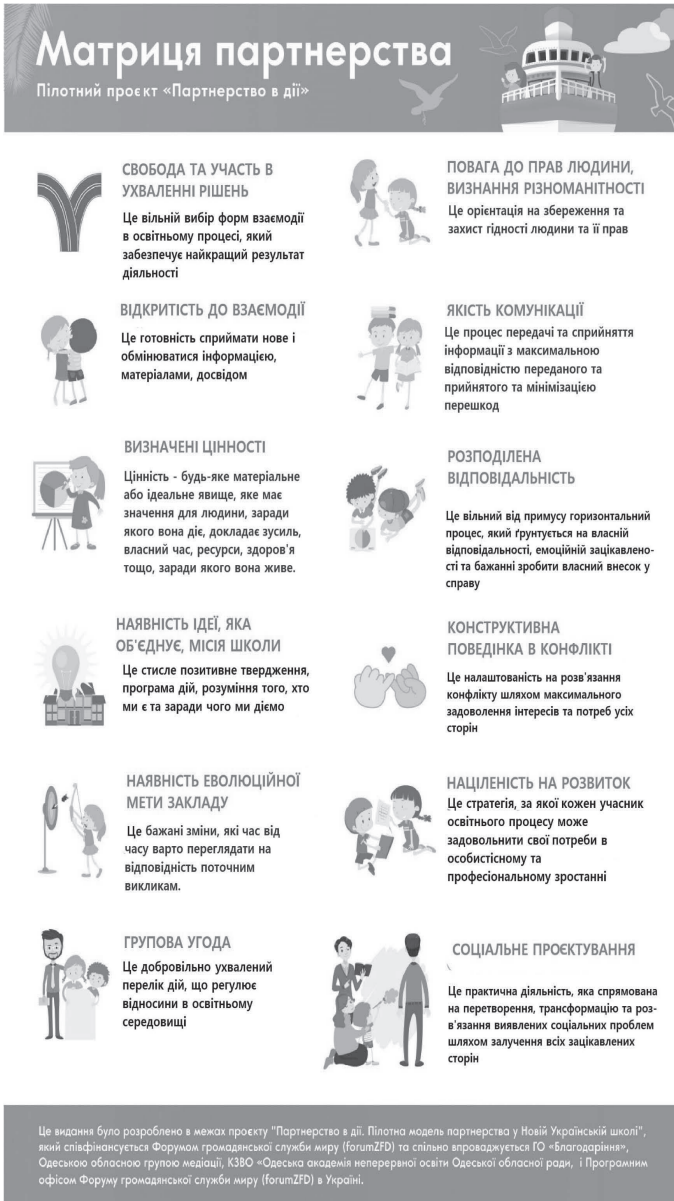 Матриця партнерства
Пілотний проєкт «Партнерство в дії»
СВОБОДА ТА УЧАСТЬ В
УХВАЛЕННІ РІШЕНЬ
Це вільній вибір форм взаємодії
в освітньому процесі, який
забезпечує найкращий результат
діяльності
ПОВАГА ДО ПРАВ ЛЮДИНИ,
ВИЗНАННЯ РІЗНОМАНІТНОСТІ
Це орієнтація на збереження та
захист гідності людини та її прав
ВІДКРИТІСТЬ ДО ВЗАЄМОДІЇ
Це готовність сприймати нове і
обмінюватися інформацією,
матеріалами, досвідом
ЯКІСТЬ КОМУНІКАЦІЇ
Це процес передачі та сприйняття
інформації з максимальною
відповідністю переданого та
прийнятого та мінімізацією
перешкод
ВИЗНАЧЕНІ ЦІННОСТІ
Цінність - будь-яке матеріальне
або ідеальне явище, яке має
значення для людини, заради
якого вона діє, докладає зусиль,
власний час, ресурси, здоров'я
тощо, заради якого вона живе.
РОЗПОДІЛЕНА
ВІДПОВІДАЛЬНІСТЬ
Це вільний від примусу горизонтальний
процес, який ґрунтується на власній
відповідальності, емоційній зацікавлено-
сті та бажанні зробити власний внесок у
справу
НАЯВНІСТЬ ІДЕЇ, ЯКА
ОБ'ЄДНУЄ, МІСІЯ ШКОЛИ
Це стисле позитивне твердження,
програма дій, розуміння того, хто
ми є та заради чого ми діємо
КОНСТРУКТИВНА
ПОВЕДІНКА В КОНФЛІКТІ
Це налаштованість на розв'язання
конфлікту шляхом максимального
задоволення інтересів та потреб усіх
сторін
НАЯВНІСТЬ ЕВОЛЮЦІЙНОЇ
МЕТИ ЗАКЛАДУ
Це бажані зміни, які час від
часу варто переглядати на
відповідність поточним
викликам.
НАЦІЛЕНІСТЬ НА РОЗВИТОК
Це стратегія, за якої кожен учасник
освітнього процесу може
задовольнити свої потреби в
особистісному та
професіональному зростанні
ГРУПОВА УГОДА
Це добровільно ухвалений
перелік дій, що регулює
відносини в освітньому
середовищі
СОЦІАЛЬНЕ ПРОЄКТУВАННЯ
Це практична діяльність, яка спрямована
на перетворення, трансформацію та роз-
в'язання виявлених соціальних проблем
шляхом залучення всіх зацікавлених
сторін
Це видання було розроблено в межах проєкту "Партнерство в дії. Пілотна модель партнерства у Новій Українській школі",
який співфінансується Форумом громадянської служби миру (forumZFD) та спільно впроваджується ГО «Благодаріння»,
Одеською обласною групою медіації, КЗВО «Одеська академія неперервної освіти Одеської обласної ради, і Програмним
офісом Форуму громадянської служби миру (forumZFD) в Україні.